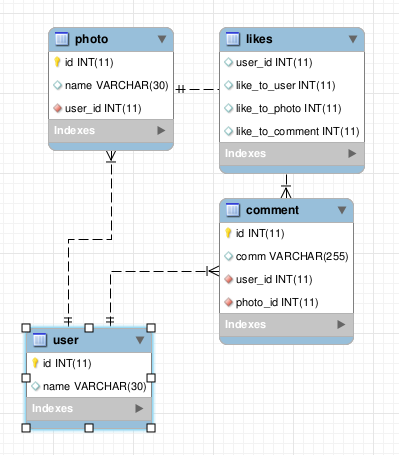 photo
id INT(11)
name VARCHAR(30)
user_id INT(11)
Indexes
likes
user_id INT(11)
like_to_user INT(11)
like_to_photo INT(11)
like_to_comment INT(11)
Indexes
comment
id INT(11)
comm VARCHAR(255)
user_id INT(11)
photo_id INT(11)
Indexes
user
id INT(11)
name VARCHAR(30)
Indexes